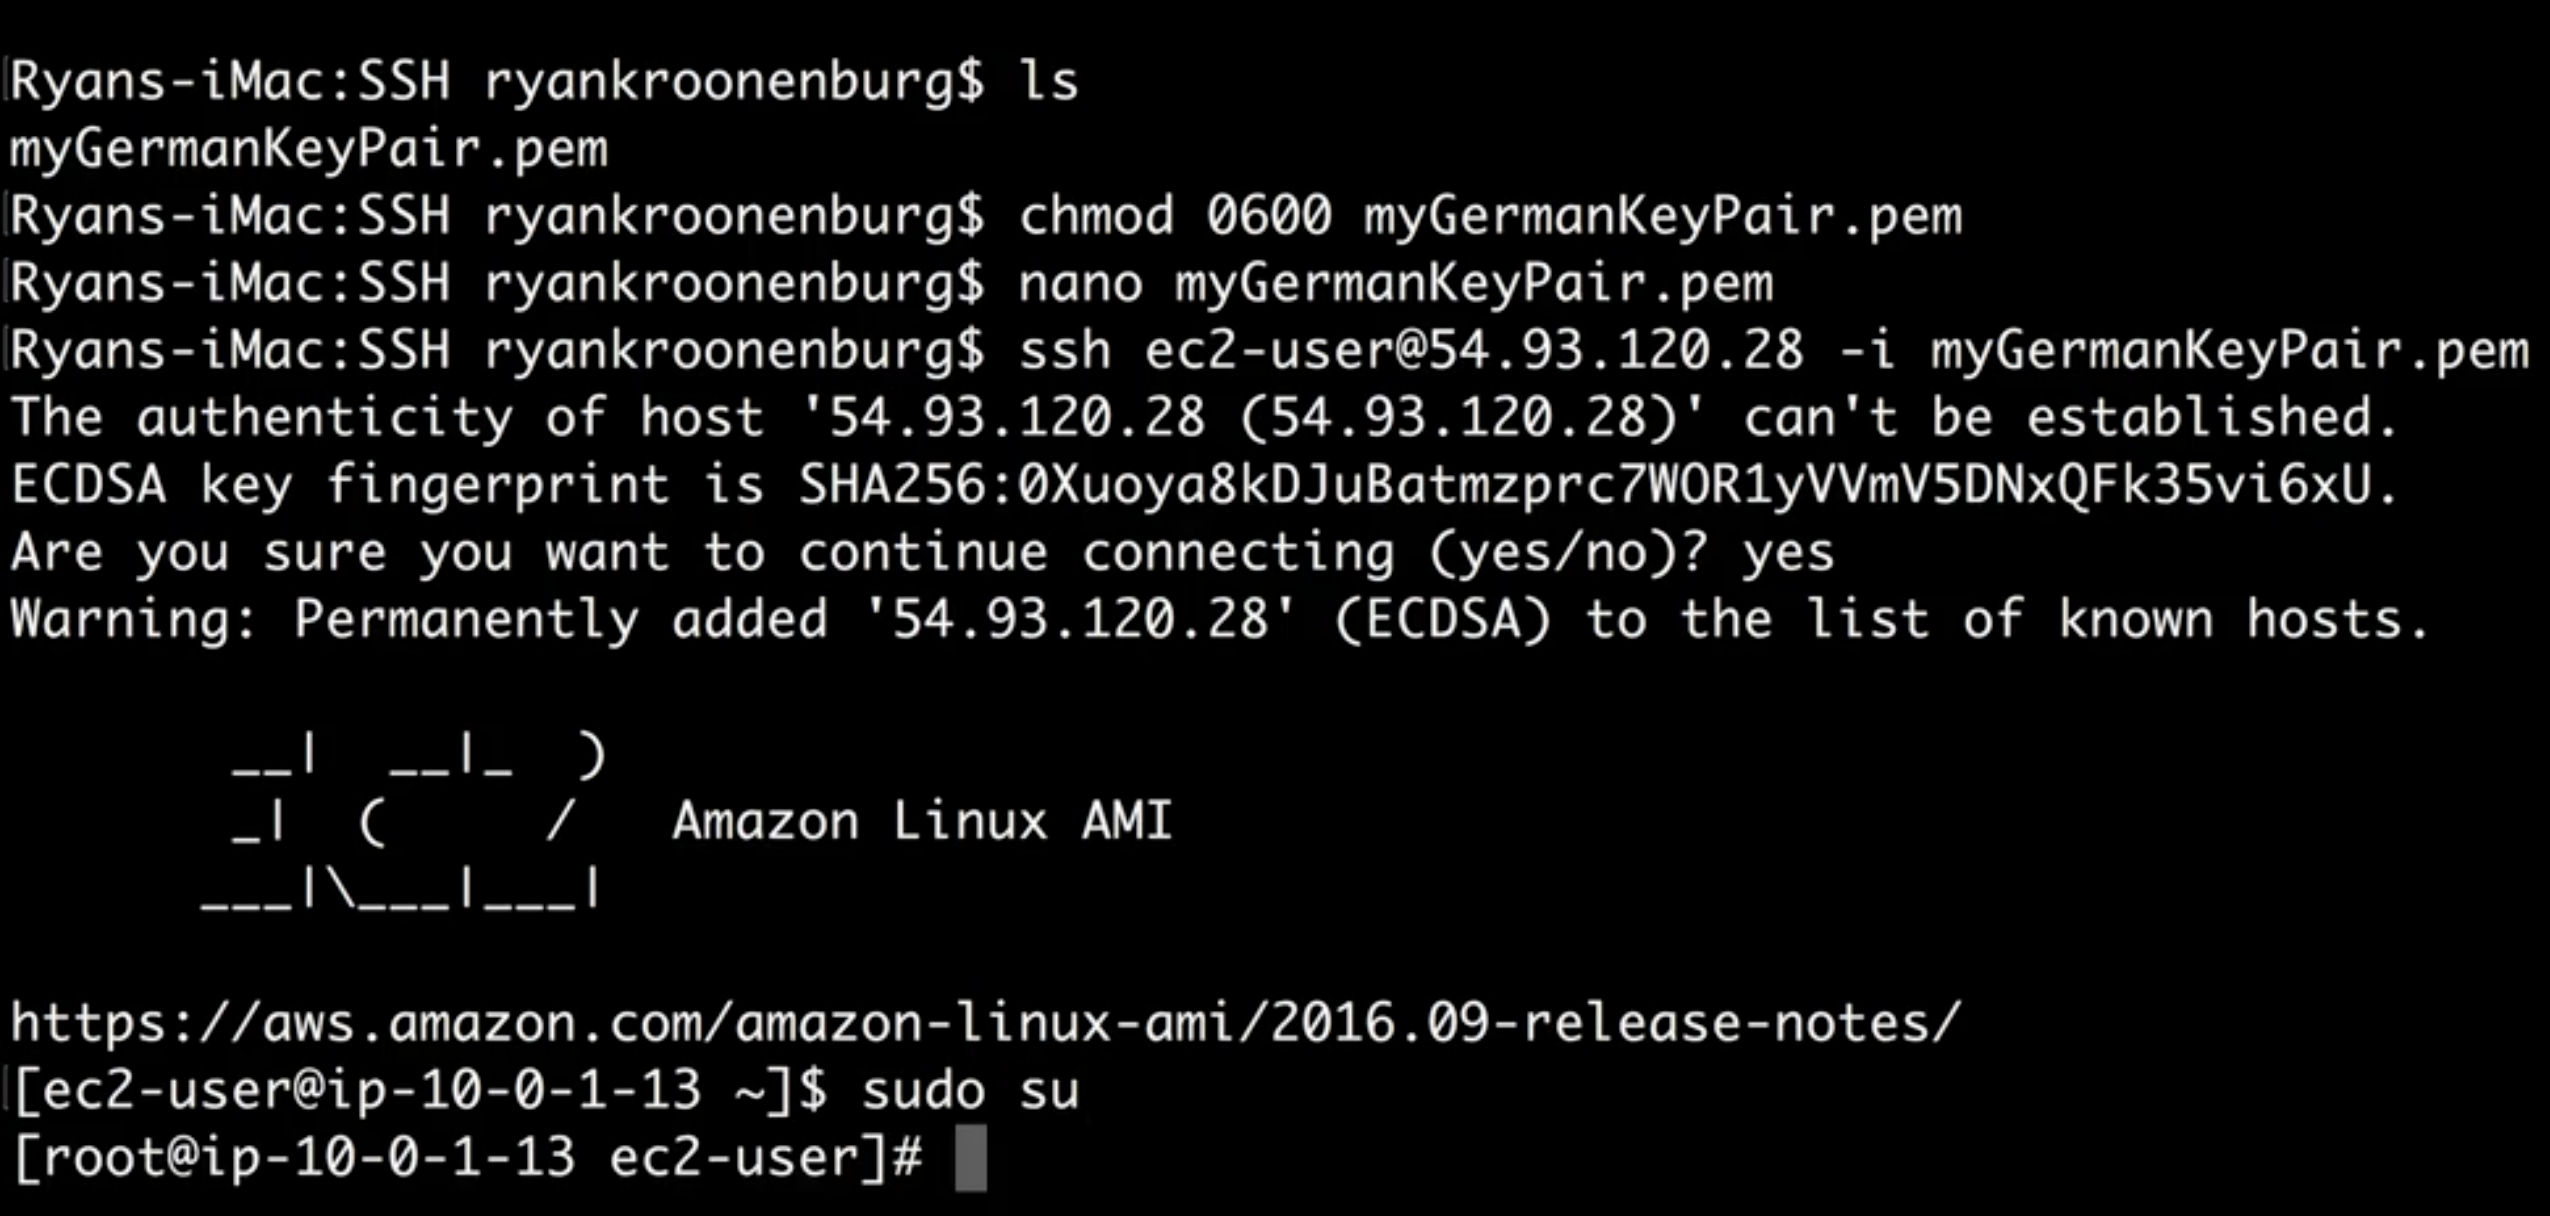 Ryans-iMac:SSH ryankroonenburg$ ls
myGermanKeyPair.pem
Ryans-iMac:SSH ryankroonenburg$ chmod 0600 myGermanKeyPair.pem
Ryans-iMac:SSH ryankroonenburg$ nano myGermanKeyPair.pem
Ryans-iMac:SSH ryankroonenburg$ ssh ec2-user@54.93.120.28 -i myGermanKeyPair.pem
The authenticity of host '54.93.120.28 (54.93.120.28)' can't be established.
ECDSA key fingerprint is SHA256:0Xuoya8kDJuBatmzprc7WOR1yVVmV5DNxQFk35vi6xU.
Are you sure you want to continue connecting (yes/no)? yes
Warning: Permanently added '54.93.120.28' (ECDSA) to the list of known hosts.

       __|  __|_  )
       _|  (     /   Amazon Linux AMI
      ___|\___|___|

https://aws.amazon.com/amazon-linux-ami/2016.09-release-notes/
[ec2-user@ip-10-0-1-13 ~]$ sudo su
[root@ip-10-0-1-13 ec2-user]#